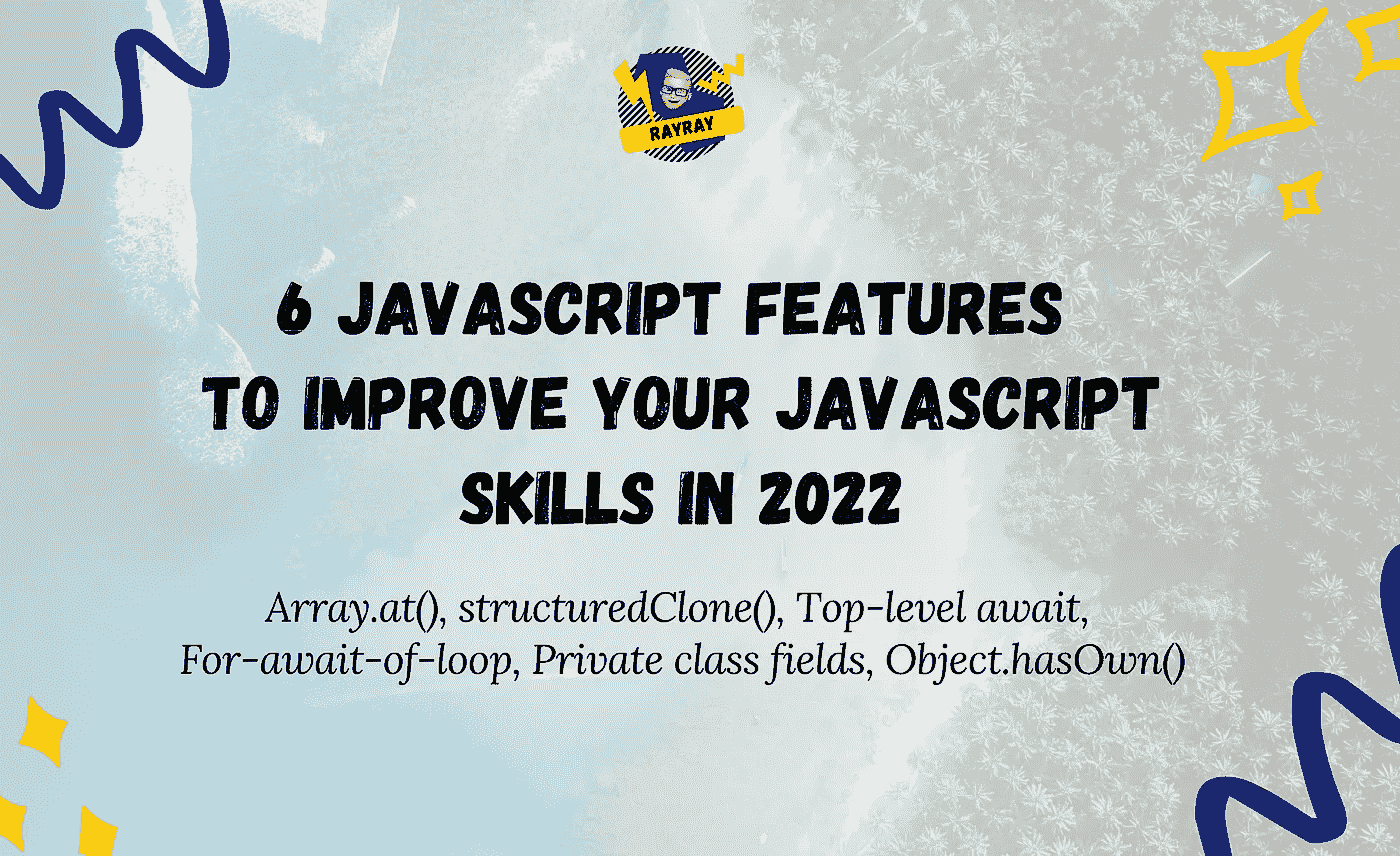 RAYRAY
6 JAVASCRIPT FEATURES
TO IMPROVE YOUR JAVASCRIPT
SKILLS IN 2022
Array.at(), structuredClone(), Top-level await,
For-await-of-loop, Private class fields, Object.hasOwn()